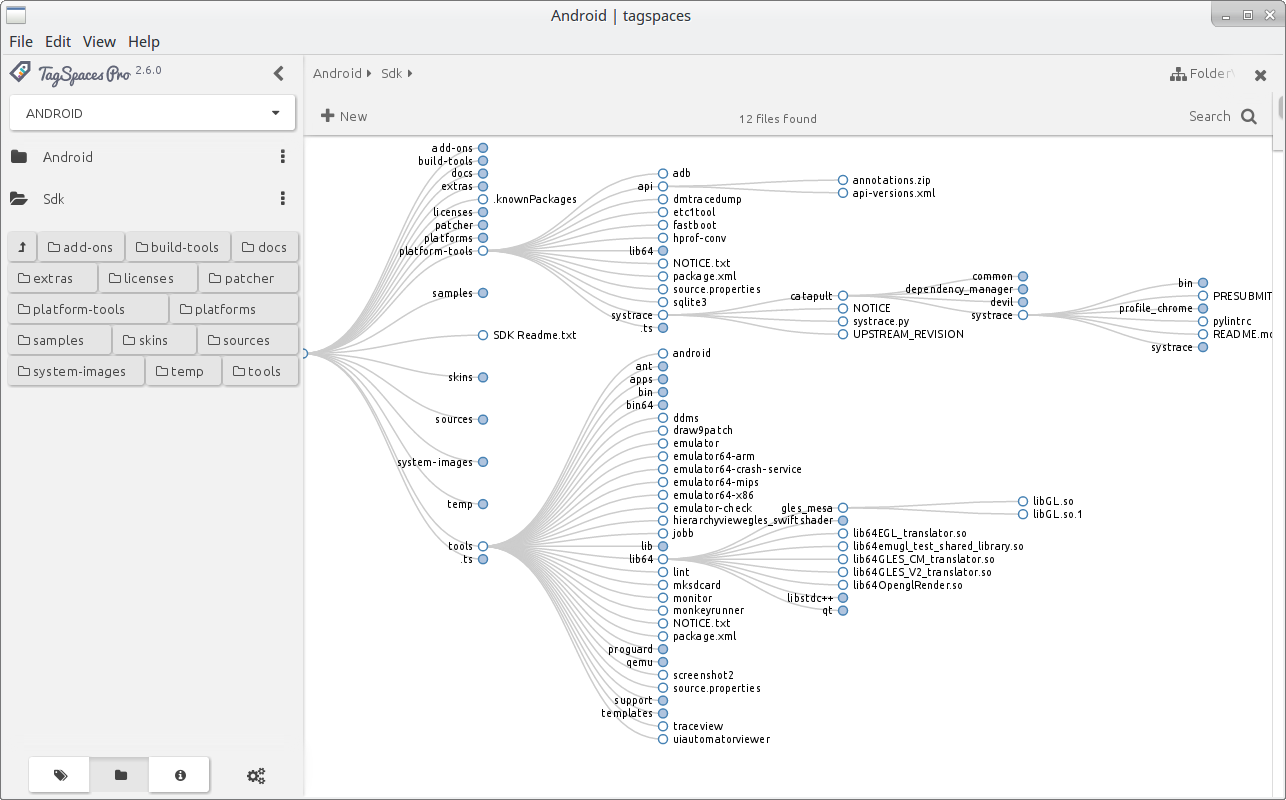 Android | tagspaces
File Edit View Help
TagSpaces Pro 2.6.0
ANDROID
Android
Sdk
add-ons build-tools docs
extras licenses patcher
platform-tools platforms
samples skins sources
system-images temp tools
Android Sdk
New
12 files found
Search
add-ons
build-tools
docs
extras
.knownPackages
licenses
patcher
platforms
platform-tools
samples
SDK Readme.txt
skins
sources
system-images
temp
tools
.ts
adb
api
dmtracedump
etc1tool
fastboot
hprof-conv
lib64
NOTICE.txt
package.xml
source.properties
sqlite3
systrace
.ts
annotations.zip
api-versions.xml
catapult
NOTICE
systrace.py
UPSTREAM_REVISION
common
dependency_manager
devil
systrace
bin
PRESUBMIT
profile_chrome
pylintrc
README.m
systrace
android
ant
apps
bin
bin64
ddms
draw9patch
emulator
emulator64-arm
emulator64-crash-service
emulator64-mips
emulator64-x86
emulator-check
hierarchyviewe
jobb
lib
lib64
lint
mksdcard
monitor
monkeyrunner
NOTICE.txt
package.xml
proguard
qemu
screenshot2
source.properties
support
templates
traceview
uiautomatorviewer
gles_mesa
gles_swiftshader
lib64EGL_translator.so
lib64emugl_test_shared_library.so
lib64GLES_CM_translator.so
lib64GLES_V2_translator.so
lib64OpenglRender.so
libstdc++
qt
libGL.so
libGL.so.1